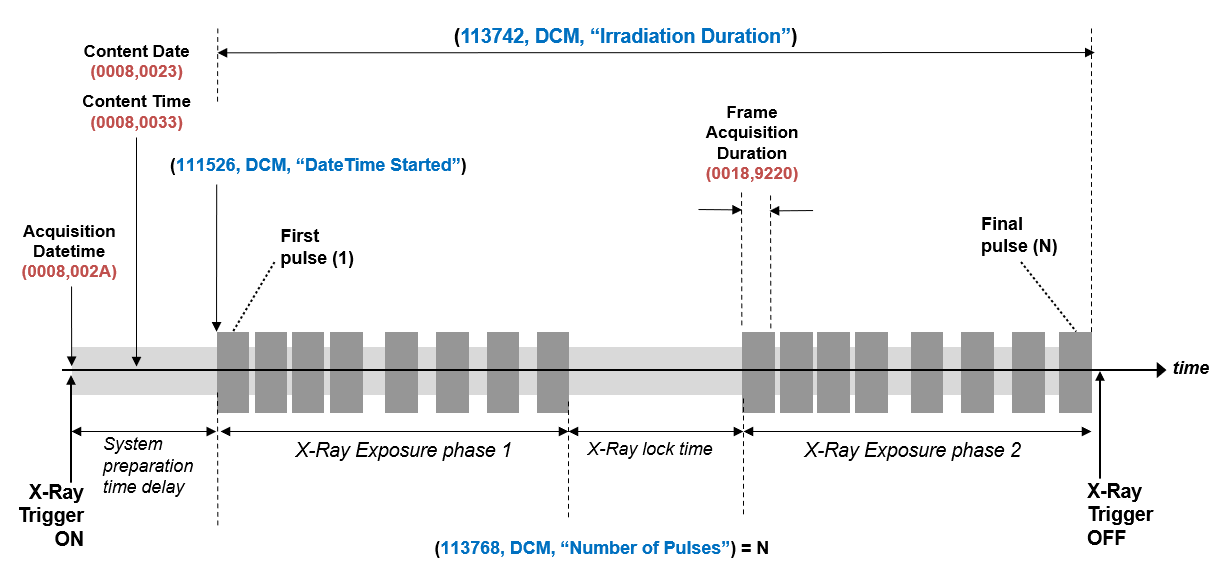 (113742, DCM, “Irradiation Duration”)
Content Date
(0008,0023)
Content Time
(0008,0033)
(111526, DCM, “DateTime Started”)
Frame
Acquisition
Duration
(0018,9220)
Acquisition
Datetime
(0008,002A)
First
pulse (1)
Final
pulse (N)
time
System
preparation
time delay
X-Ray Exposure phase 1
X-Ray lock time
X-Ray Exposure phase 2
X-Ray
Trigger
ON
X-Ray
Trigger
OFF
(113768, DCM, “Number of Pulses”) = N